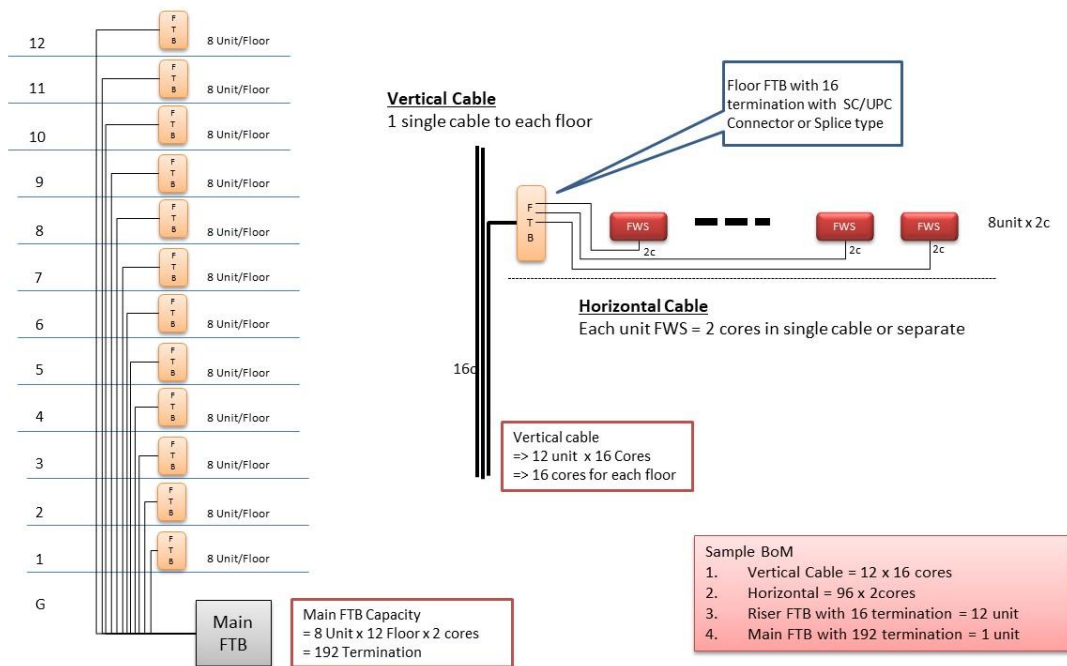 12
F
T
B
8 Unit/Floor
11
F
T
B
8 Unit/Floor
10
F
T
B
8 Unit/Floor
9
F
T
B
8 Unit/Floor
8
F
T
B
8 Unit/Floor
7
F
T
B
8 Unit/Floor
6
F
T
B
8 Unit/Floor
5
F
T
B
8 Unit/Floor
4
F
T
B
8 Unit/Floor
3
F
T
B
8 Unit/Floor
2
F
T
B
8 Unit/Floor
1
F
T
B
8 Unit/Floor
G
Main
FTB
Main FTB Capacity
= 8 Unit x 12 Floor x 2 cores
= 192 Termination
Vertical Cable
1 single cable to each floor
Floor FTB with 16
termination with SC/UPC
Connector or Splice type
F
T
B
FWS
2c
FWS
2c
FWS
2c
8unit x 2c
Horizontal Cable
Each unit FWS = 2 cores in single cable or separate
16c
Vertical cable
=> 12 unit x 16 Cores
=> 16 cores for each floor
Sample BoM
1. Vertical Cable = 12 x 16 cores
2. Horizontal = 96 x 2cores
3. Riser FTB with 16 termination = 12 unit
4. Main FTB with 192 termination = 1 unit